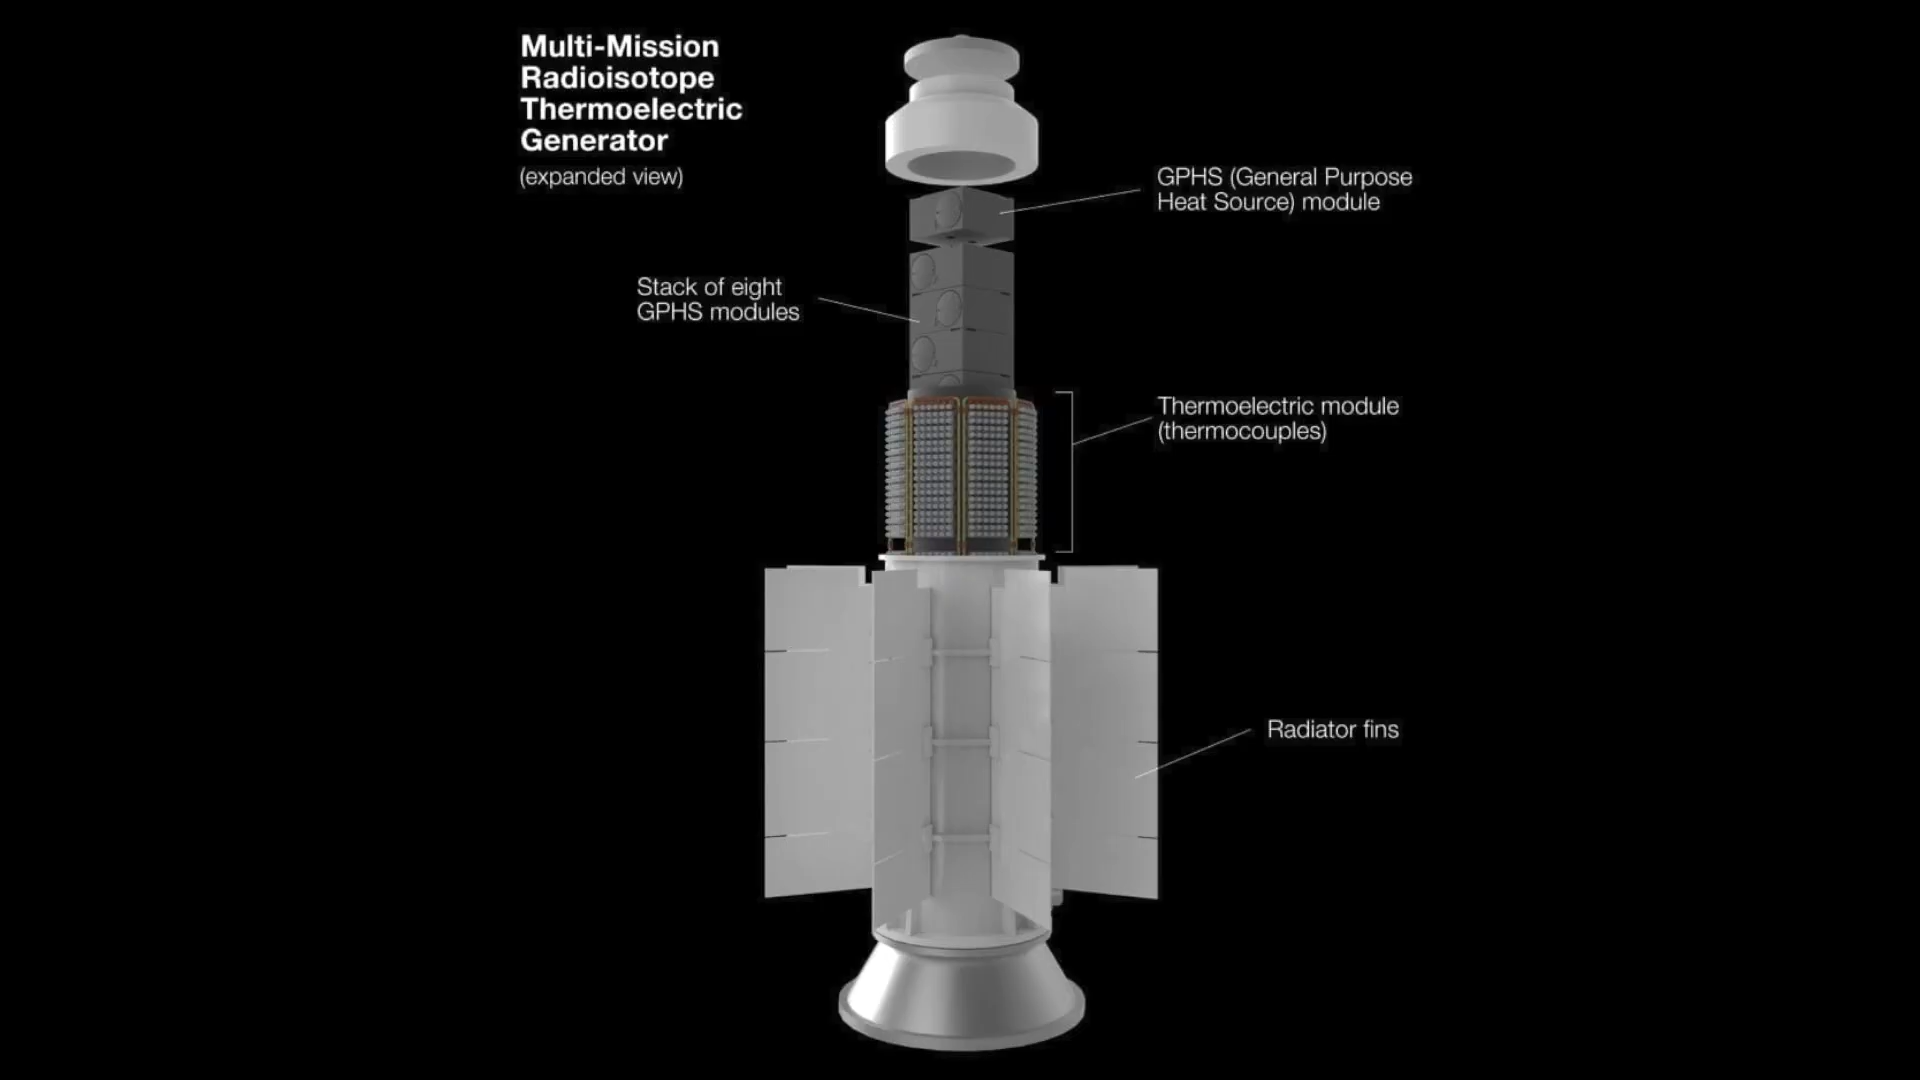 Multi-Mission
Radioisotope
Thermoelectric
Generator
(expanded view)
GPHS (General Purpose
Heat Source) module
Stack of eight
GPHS modules
Thermoelectric module
(thermocouples)
Radiator fins